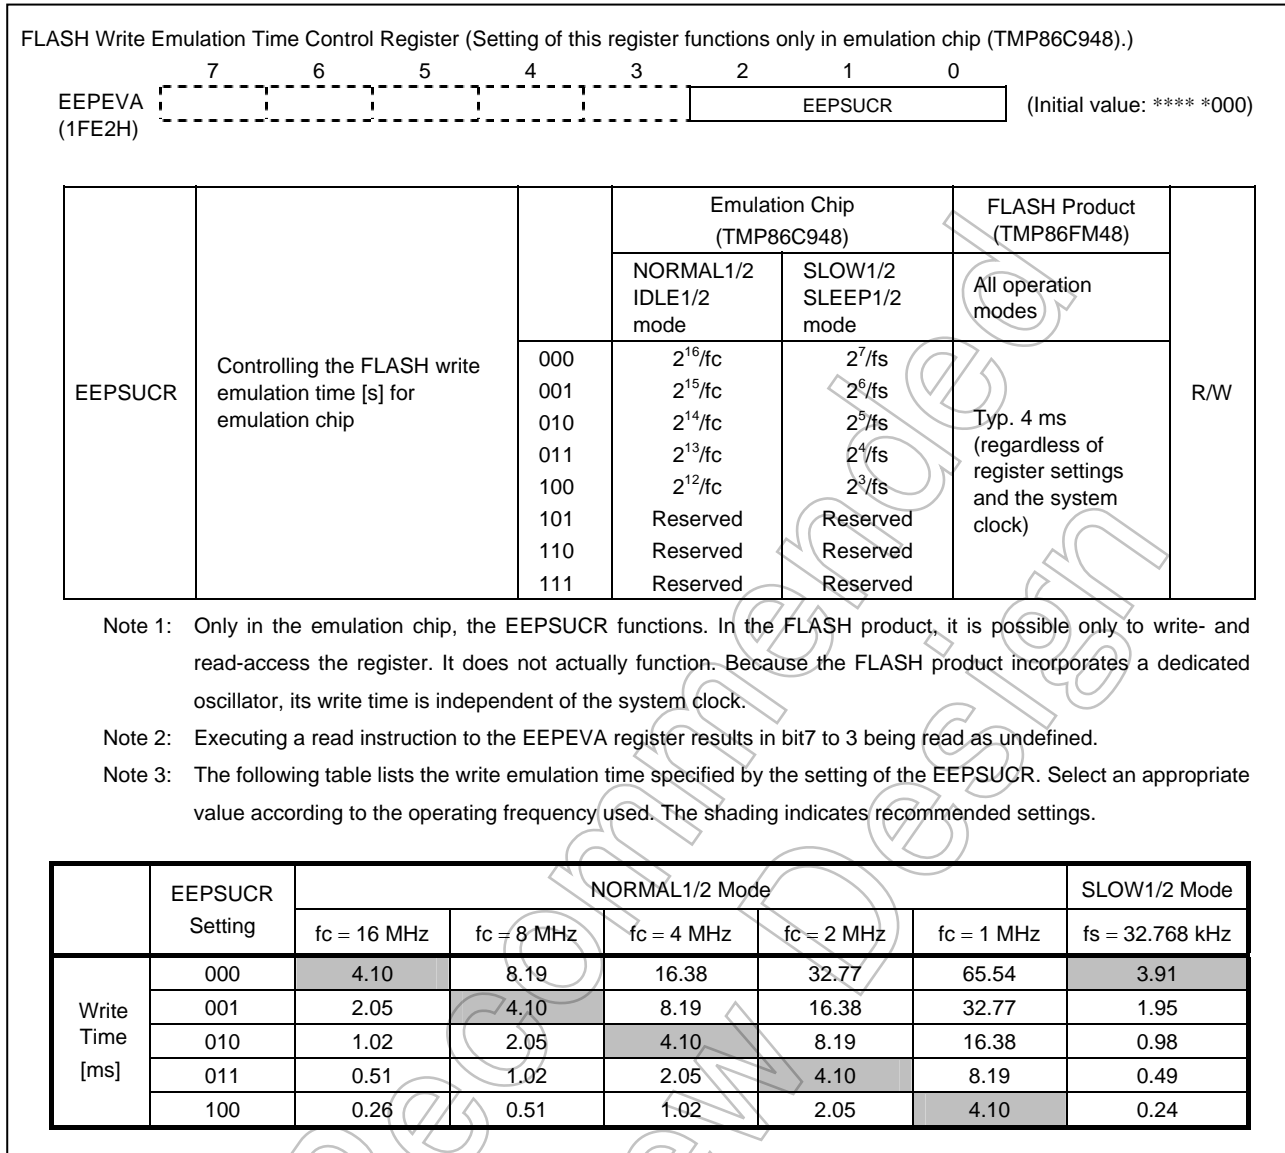 FLASH Write Emulation Time Control Register (Setting of this register functions only in emulation chip (TMP86C948).)
7 6 5 4 3 2 1 0
EEPEVA (1FE2H) EEPSUCR (Initial value: **** *000)
Emulation Chip (TMP86C948) FLASH Product (TMP86FM48)
NORMAL1/2 IDLE1/2 mode SLOW1/2 SLEEP1/2 mode All operation modes
EEPSUCR Controlling the FLASH write emulation time [s] for emulation chip
000 2^16/fc 2^7/fs
001 2^15/fc 2^6/fs
010 2^14/fc 2^5/fs
011 2^13/fc 2^4/fs
100 2^12/fc 2^3/fs
101 Reserved Reserved
110 Reserved Reserved
111 Reserved Reserved
Typ. 4 ms
(regardless of
register settings
and the system
clock)
R/W
Note 1: Only in the emulation chip, the EEPSUCR functions. In the FLASH product, it is possible only to write- and
read-access the register. It does not actually function. Because the FLASH product incorporates a dedicated
oscillator, its write time is independent of the system clock.
Note 2: Executing a read instruction to the EEPEVA register results in bit7 to 3 being read as undefined.
Note 3: The following table lists the write emulation time specified by the setting of the EEPSUCR. Select an appropriate
value according to the operating frequency used. The shading indicates recommended settings.
EEPSUCR Setting NORMAL1/2 Mode SLOW1/2 Mode
fc = 16 MHz fc = 8 MHz fc = 4 MHz fc = 2 MHz fc = 1 MHz fs = 32.768 kHz
Write Time [ms]
000 4.10 8.19 16.38 32.77 65.54 3.91
001 2.05 4.10 8.19 16.38 32.77 1.95
010 1.02 2.05 4.10 8.19 16.38 0.98
011 0.51 1.02 2.05 4.10 8.19 0.49
100 0.26 0.51 1.02 2.05 4.10 0.24